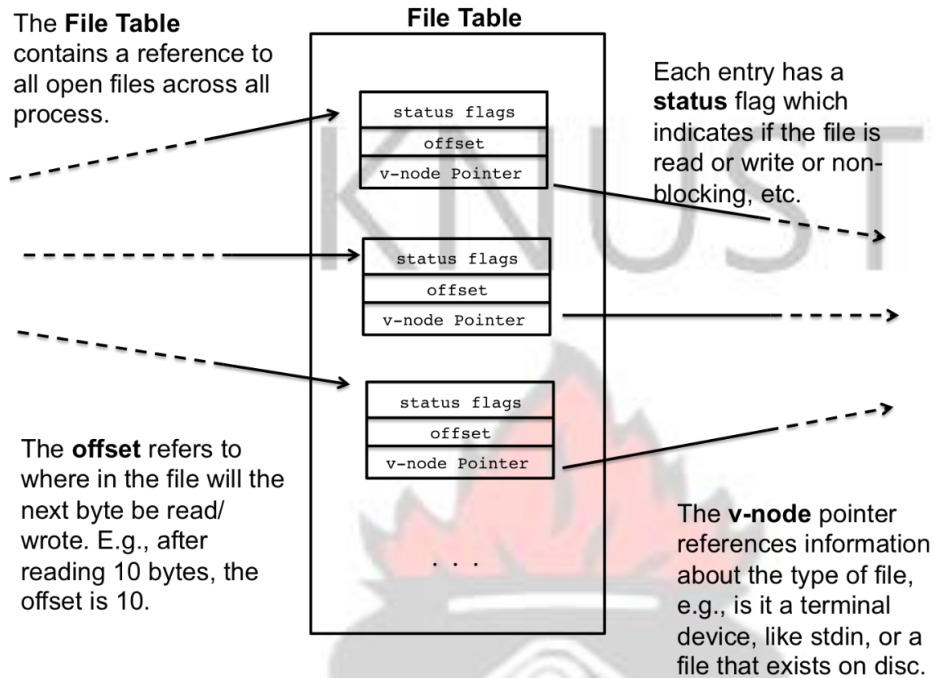 File Table
The File Table
contains a reference to
all open files across all
process.
status flags
offset
v-node Pointer
Each entry has a
status flag which
indicates if the file is
read or write or non-
blocking, etc.
KNUST
status flags
offset
v-node Pointer
status flags
offset
v-node Pointer
The offset refers to
where in the file will the
next byte be read/
wrote. E.g., after
reading 10 bytes, the
offset is 10.
. . .
The v-node pointer
references information
about the type of file,
e.g., is it a terminal
device, like stdin, or a
file that exists on disc.